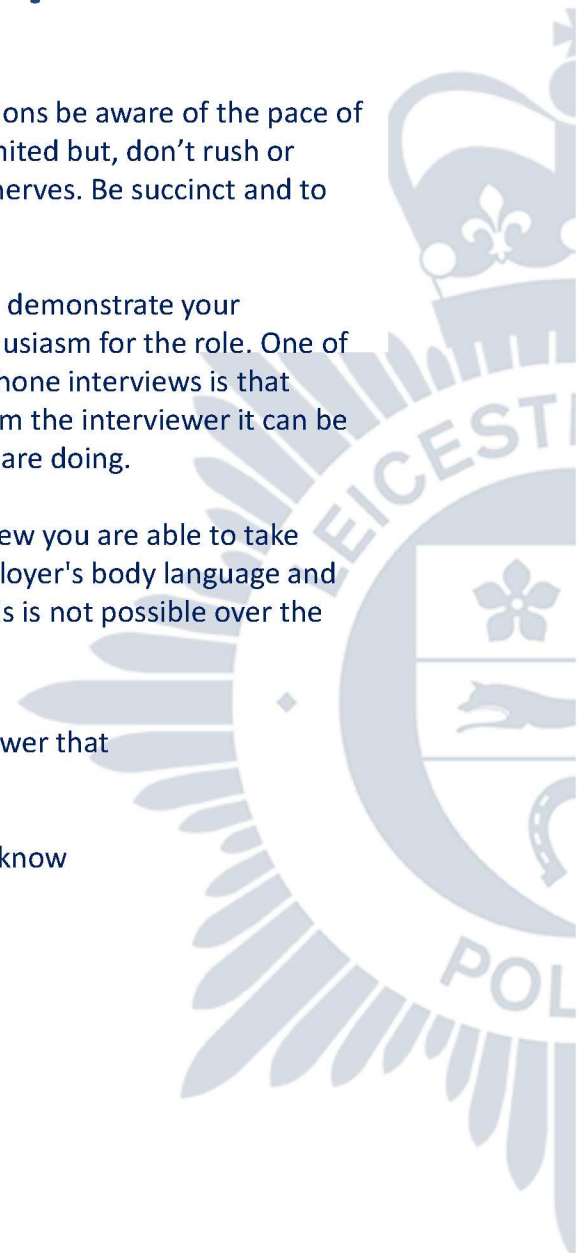 ions be aware of the pace of
nited but, don't rush or
nerves. Be succinct and to
demonstrate your
usiasm for the role. One of
hone interviews is that
m the interviewer it can be
are doing.
ew you are able to take
loyer's body language and
s is not possible over the
wer that
know
LEICEST
POL